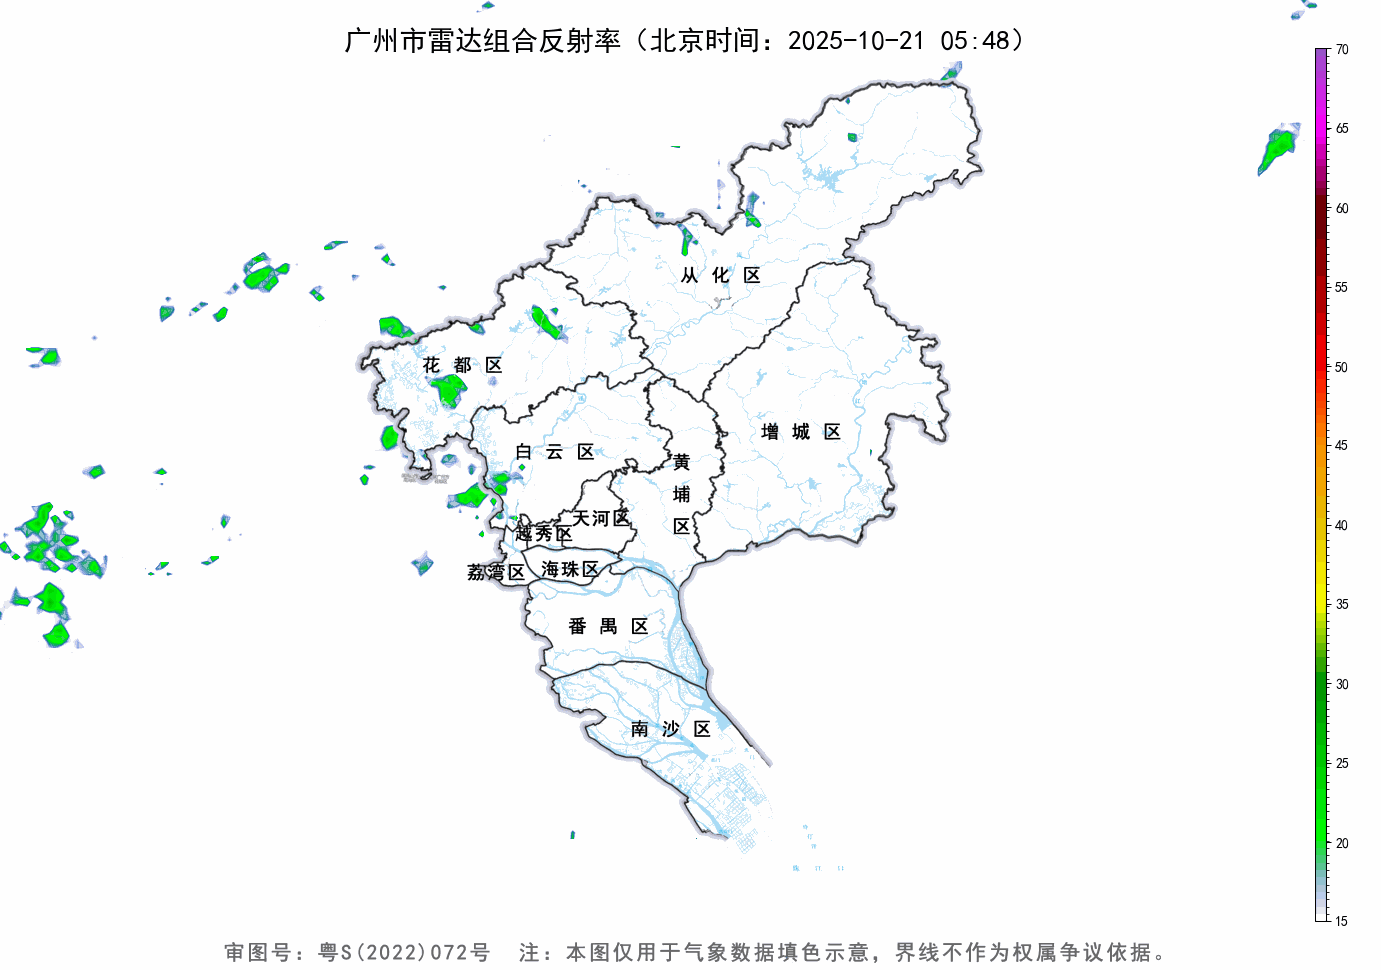 广州市雷达组合反射率（北京时间：2025-10-21 05:48）
70
65
60
55
50
45
40
35
30
25
20
15
从化区
花都区
增城区
白云区
黄埔区
天河区
越秀区
荔湾区
海珠区
番禺区
南沙区
审图号：粤S(2022)072号 注：本图仅用于气象数据填色示意，界线不作为权属争议依据。